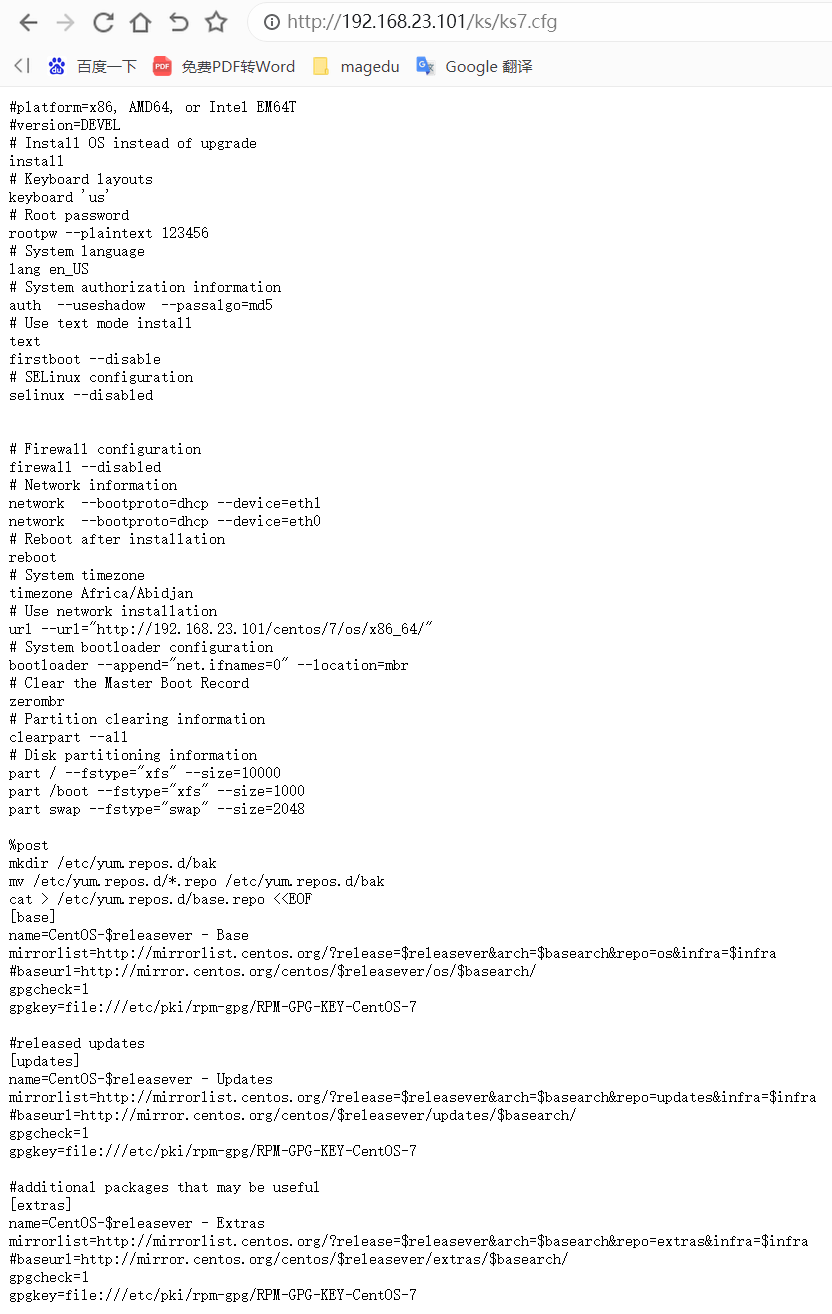 http://192.168.23.101/ks/ks7.cfg
百度一下 PDF 免费PDF转Word magedu Google 翻译
#platform=x86, AMD64, or Intel EM64T
#version=DEVEL
# Install OS instead of upgrade
install
# Keyboard layouts
keyboard 'us'
# Root password
rootpw --plaintext 123456
# System language
lang en_US
# System authorization information
auth  --useshadow  --passalgo=md5
# Use text mode install
text
firstboot --disable
# SELinux configuration
selinux --disabled
# Firewall configuration
firewall --disabled
# Network information
network  --bootproto=dhcp --device=eth1
network  --bootproto=dhcp --device=eth0
# Reboot after installation
reboot
# System timezone
timezone Africa/Abidjan
# Use network installation
url --url="http://192.168.23.101/centos/7/os/x86_64/"
# System bootloader configuration
bootloader --append="net.ifnames=0" --location=mbr
# Clear the Master Boot Record
zerombr
# Partition clearing information
clearpart --all
# Disk partitioning information
part / --fstype="xfs" --size=10000
part /boot --fstype="xfs" --size=1000
part swap --fstype="swap" --size=2048
%post
mkdir /etc/yum.repos.d/bak
mv /etc/yum.repos.d/*.repo /etc/yum.repos.d/bak
cat > /etc/yum.repos.d/base.repo <<EOF
[base]
name=CentOS-$releasever - Base
mirrorlist=http://mirrorlist.centos.org/?release=$releasever&arch=$basearch&repo=os&infra=$infra
#baseurl=http://mirror.centos.org/centos/$releasever/os/$basearch/
gpgcheck=1
gpgkey=file:///etc/pki/rpm-gpg/RPM-GPG-KEY-CentOS-7
#released updates
[updates]
name=CentOS-$releasever - Updates
mirrorlist=http://mirrorlist.centos.org/?release=$releasever&arch=$basearch&repo=updates&infra=$infra
#baseurl=http://mirror.centos.org/centos/$releasever/updates/$basearch/
gpgcheck=1
gpgkey=file:///etc/pki/rpm-gpg/RPM-GPG-KEY-CentOS-7
#additional packages that may be useful
[extras]
name=CentOS-$releasever - Extras
mirrorlist=http://mirrorlist.centos.org/?release=$releasever&arch=$basearch&repo=extras&infra=$infra
#baseurl=http://mirror.centos.org/centos/$releasever/extras/$basearch/
gpgcheck=1
gpgkey=file:///etc/pki/rpm-gpg/RPM-GPG-KEY-CentOS-7